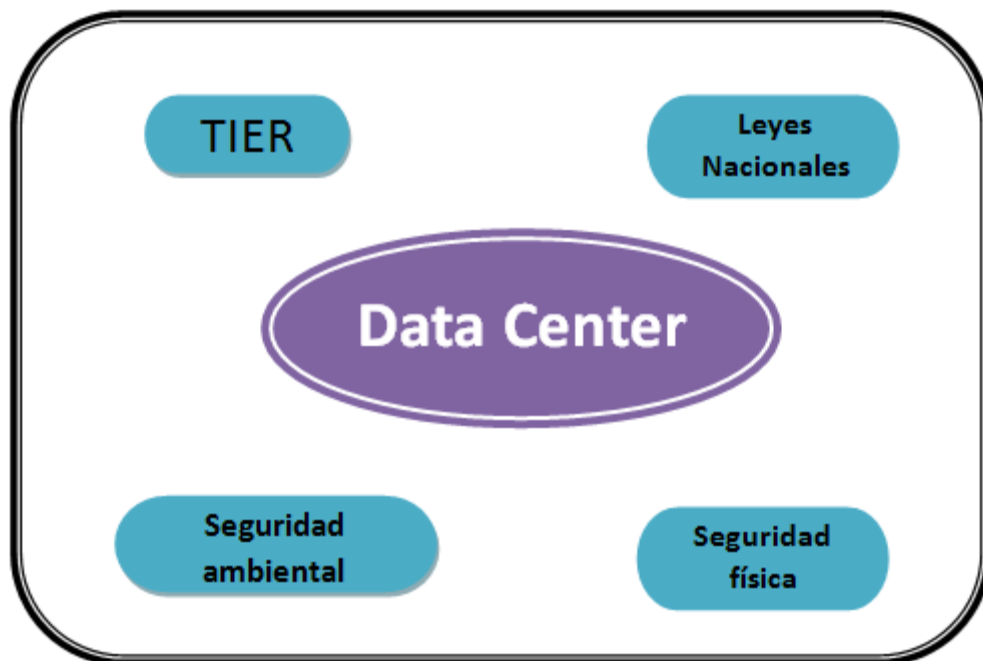 TIER
Leyes
Nacionales
Data Center
Seguridad
ambiental
Seguridad
física